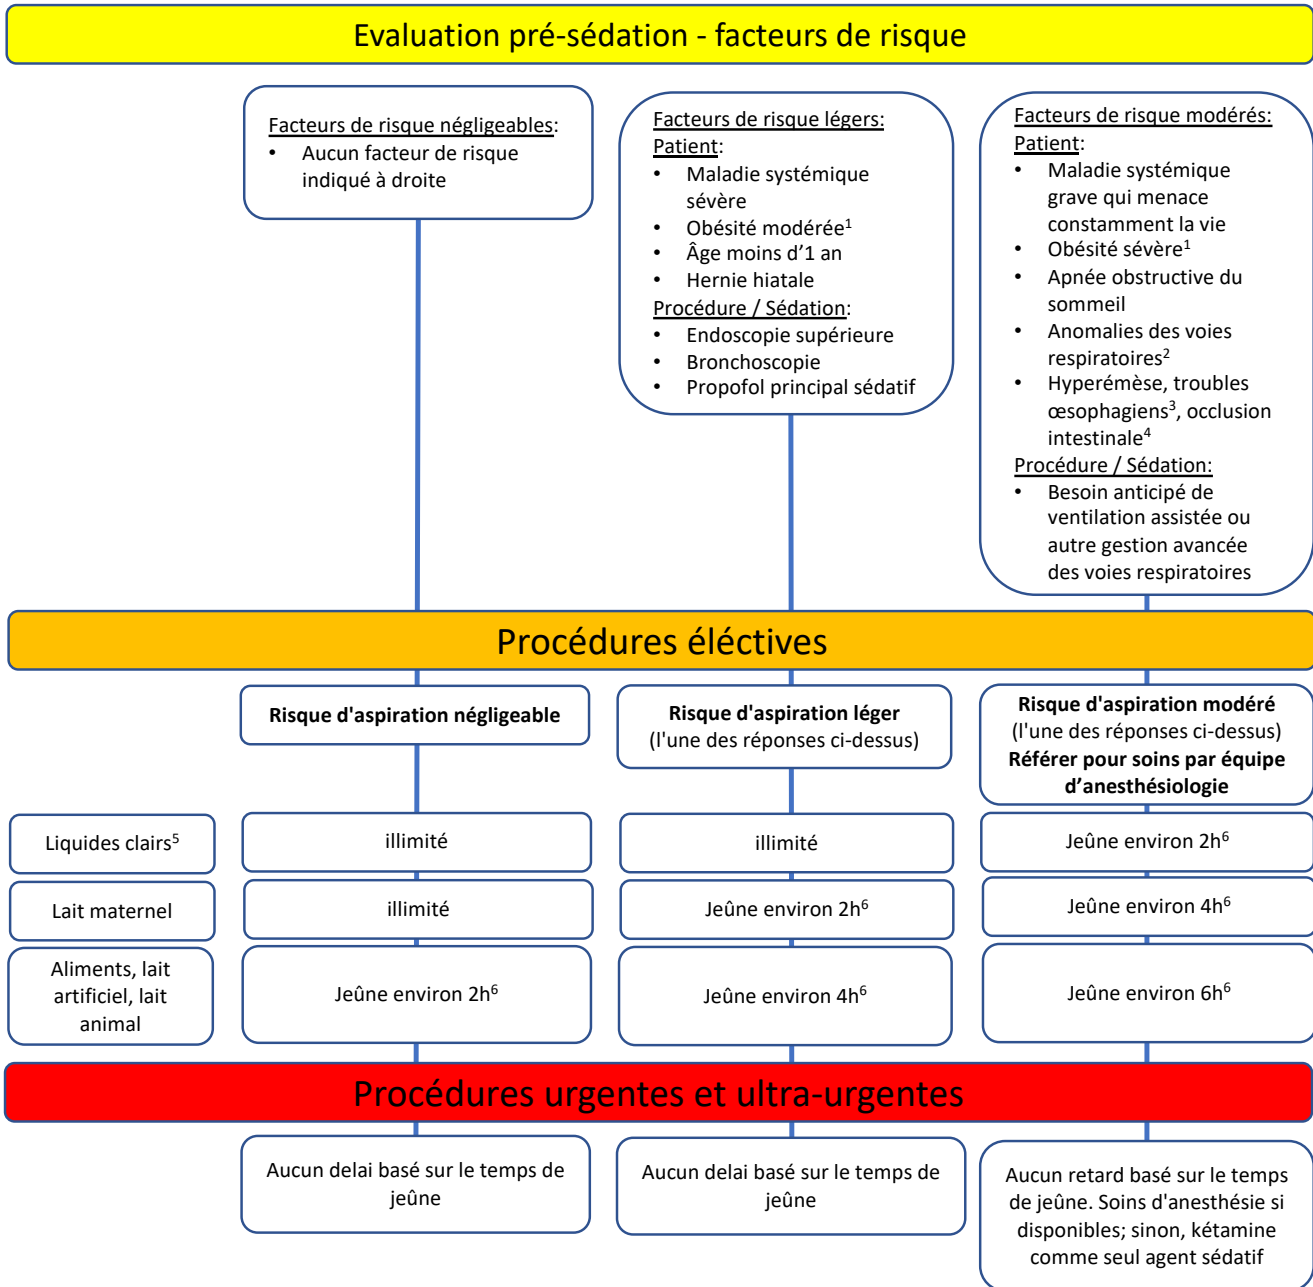 Evaluation pré-sédation - facteurs de risque
Facteurs de risque négligeables:
• Aucun facteur de risque
indiqué à droite
Facteurs de risque légers:
Patient:
• Maladie systémique
sévère
• Obésité modérée¹
• Âge moins d’1 an
• Hernie hiatale
Procédure / Sédation:
• Endoscopie supérieure
• Bronchoscopie
• Propofol principal sédatif
Facteurs de risque modérés:
Patient:
• Maladie systémique
grave qui menace
constamment la vie
• Obésité sévère¹
• Apnée obstructive du
sommeil
• Anomalies des voies
respiratoires²
• Hyperémèse, troubles
œsophagiens³, occlusion
intestinale⁴
Procédure / Sédation:
• Besoin anticipé de
ventilation assistée ou
autre gestion avancée
des voies respiratoires
Procédures éléctives
Risque d'aspiration négligeable
Risque d'aspiration léger
(l'une des réponses ci-dessus)
Risque d'aspiration modéré
(l'une des réponses ci-dessus)
Référer pour soins par équipe
d’anesthésiologie
Liquides clairs⁵
illimité
illimité
Jeûne environ 2h⁶
Lait maternel
illimité
Jeûne environ 2h⁶
Jeûne environ 4h⁶
Aliments, lait
artificiel, lait
animal
Jeûne environ 2h⁶
Jeûne environ 4h⁶
Jeûne environ 6h⁶
Procédures urgentes et ultra-urgentes
Aucun delai basé sur le temps de
jeûne
Aucun delai basé sur le temps de
jeûne
Aucun retard basé sur le temps
de jeûne. Soins d'anesthésie si
disponibles; sinon, kétamine
comme seul agent sédatif